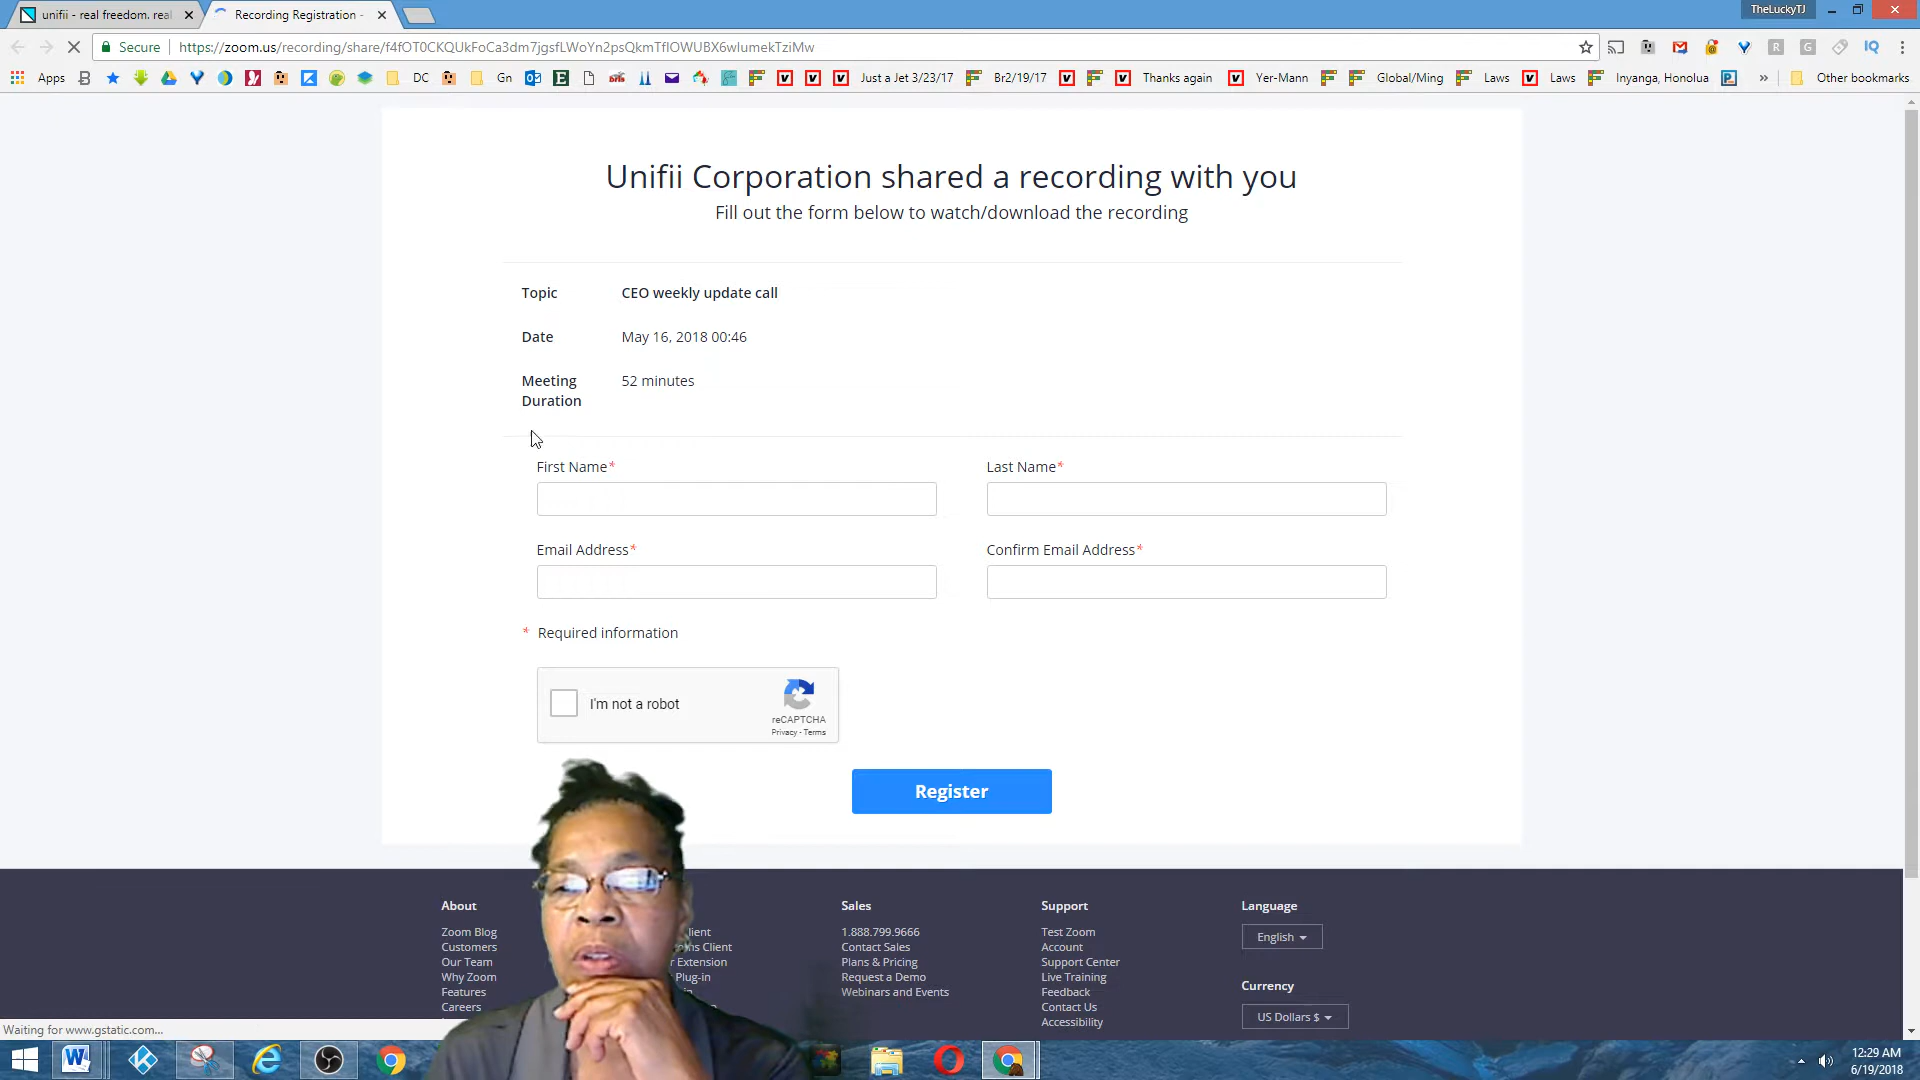 unifii - real freedom. real
Recording Registration -
TheLuckyTJ
Secure
https://zoom.us/recording/share/f4fOT0CKQUkFoCa3dm7jgsfLWoYn2psQkmTflOWUBX6wIumekTziMw
Apps
DC
Gn
Just a Jet 3/23/17
Br2/19/17
Thanks again
Yer-Mann
Global/Ming
Laws
Laws
Inyanga, Honolua
Other bookmarks
Unifii Corporation shared a recording with you
Fill out the form below to watch/download the recording
Topic CEO weekly update call
Date May 16, 2018 00:46
Meeting Duration 52 minutes
First Name*
Last Name*
Email Address*
Confirm Email Address*
* Required information
I'm not a robot
reCAPTCHA
Privacy - Terms
Register
About
Zoom Blog
Customers
Our Team
Why Zoom
Features
Careers
Client
Extension
Plug-in
Sales
1.888.799.9666
Contact Sales
Plans & Pricing
Request a Demo
Webinars and Events
Support
Test Zoom
Account
Support Center
Live Training
Feedback
Contact Us
Accessibility
Language
English
Currency
US Dollars $
Waiting for www.gstatic.com...
12:29 AM
6/19/2018